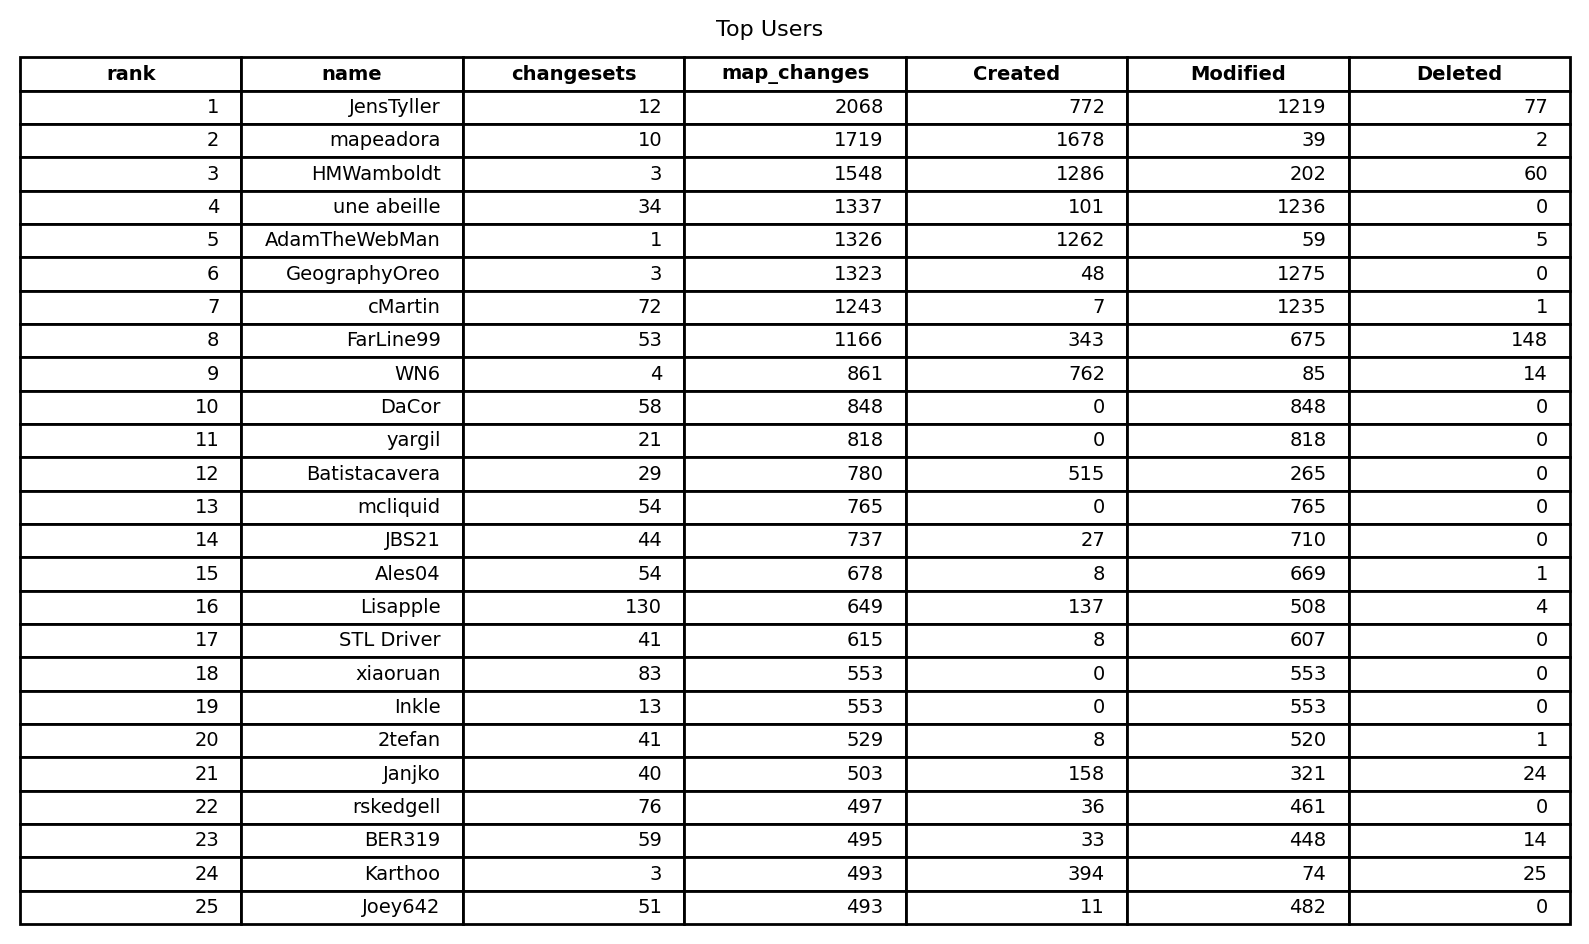 Top Users
rank name changesets map_changes Created Modified Deleted
1 JensTyller 12 2068 772 1219 77
2 mapeadora 10 1719 1678 39 2
3 HMWamboldt 3 1548 1286 202 60
4 une abeille 34 1337 101 1236 0
5 AdamTheWebMan 1 1326 1262 59 5
6 GeographyOreo 3 1323 48 1275 0
7 cMartin 72 1243 7 1235 1
8 FarLine99 53 1166 343 675 148
9 WN6 4 861 762 85 14
10 DaCor 58 848 0 848 0
11 yargil 21 818 0 818 0
12 Batistacavera 29 780 515 265 0
13 mcliquid 54 765 0 765 0
14 JBS21 44 737 27 710 0
15 Ales04 54 678 8 669 1
16 Lisapple 130 649 137 508 4
17 STL Driver 41 615 8 607 0
18 xiaoruan 83 553 0 553 0
19 Inkle 13 553 0 553 0
20 2tefan 41 529 8 520 1
21 Janjko 40 503 158 321 24
22 rskedgell 76 497 36 461 0
23 BER319 59 495 33 448 14
24 Karthoo 3 493 394 74 25
25 Joey642 51 493 11 482 0